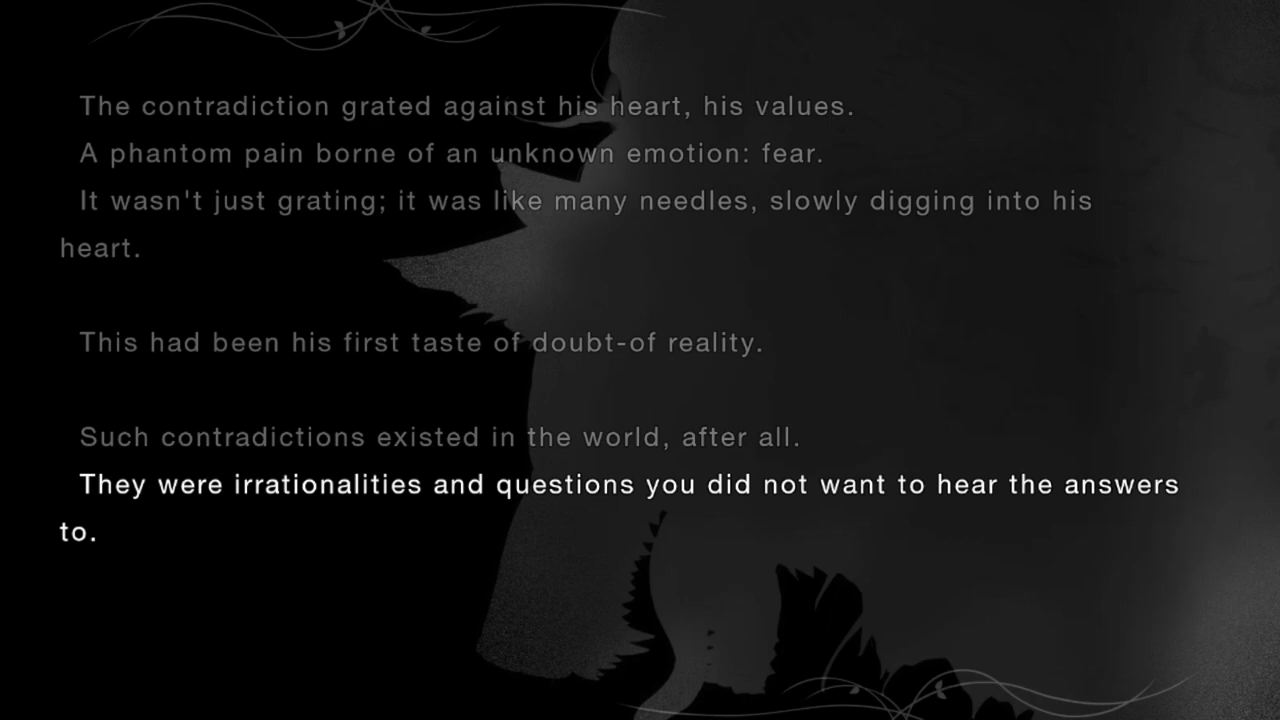 The contradiction grated against his heart, his values.
A phantom pain borne of an unknown emotion: fear.
It wasn't just grating; it was like many needles, slowly digging into his
heart.
This had been his first taste of doubt-of reality.
Such contradictions existed in the world, after all.
They were irrationalities and questions you did not want to hear the answers
to.